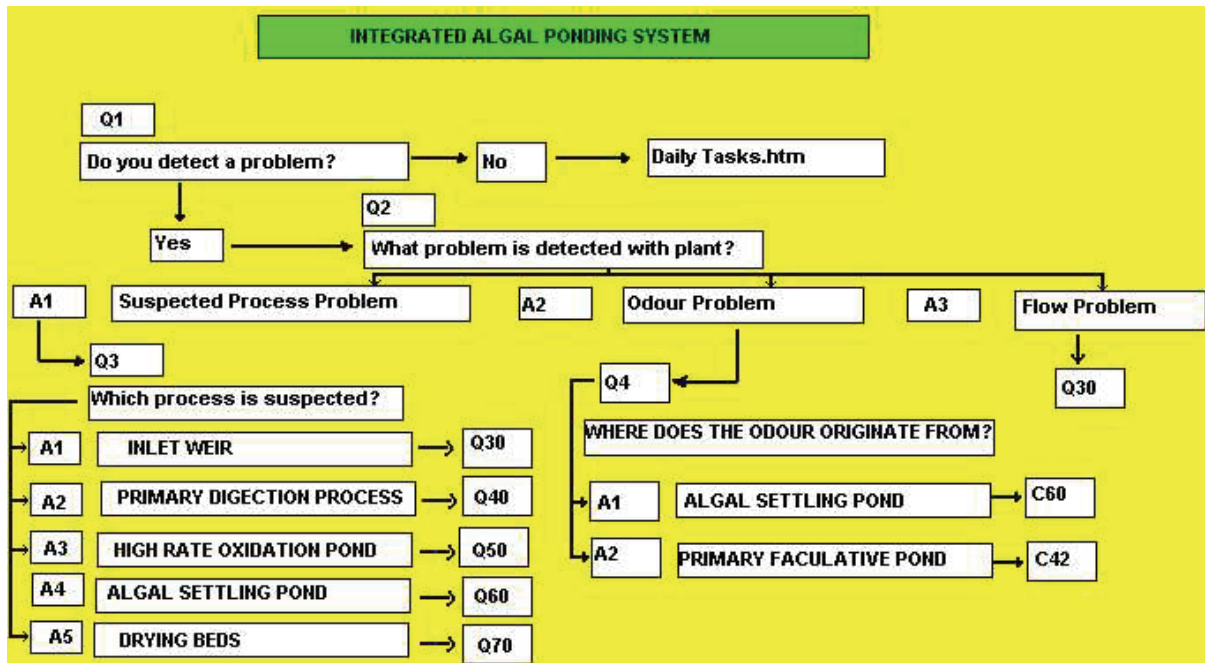 INTEGRATED ALGAL PONDING SYSTEM
Q1
Do you detect a problem?
No
Daily Tasks.htm
Q2
Yes
What problem is detected with plant?
A1
Suspected Process Problem
A2
Odour Problem
A3
Flow Problem
Q3
Q4
Q30
Which process is suspected?
WHERE DOES THE ODOUR ORIGINATE FROM?
A1
INLET WEIR
Q30
A2
PRIMARY DIGECTION PROCESS
Q40
A3
HIGH RATE OXIDATION POND
Q50
A4
ALGAL SETTLING POND
Q60
A5
DRYING BEDS
Q70
A1
ALGAL SETTLING POND
C60
A2
PRIMARY FACULATIVE POND
C42